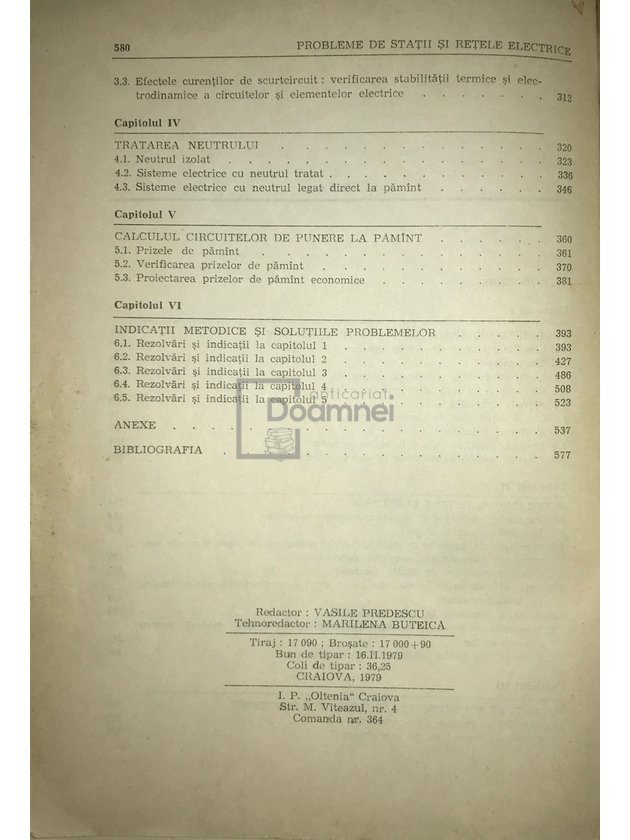 580 PROBLEME DE STAȚII ȘI REȚELE ELECTRICE
3.3. Efectele curenților de scurtcircuit : verificarea stabilității termice și elec-
trodinamice a circuitelor și elementelor electrice . . . . . . . 312
Capitolul IV
TRATAREA NEUTRULUI . . . . . . . . . . . . 320
4.1. Neutrul izolat . . . . . . . . . . . . . . 323
4.2. Sisteme electrice cu neutrul tratat . . . . . . . . . . 336
4.3. Sisteme electrice cu neutrul legat direct la pămînt . . . . . . 346
Capitolul V
CALCULUL CIRCUITELOR DE PUNERE LA PĂMÎNT . . . . . . 360
5.1. Prizele de pămînt . . . . . . . . . . . . . 361
5.2. Verificarea prizelor de pămînt . . . . . . . . . . 370
5.3. Proiectarea prizelor de pămînt economice . . . . . . . . 381
Capitolul VI
INDICAȚII METODICE ȘI SOLUȚIILE PROBLEMELOR . . . . . 393
6.1. Rezolvări și indicații la capitolul 1 . . . . . . . . . . 393
6.2. Rezolvări și indicații la capitolul 2 . . . . . . . . . . 427
6.3. Rezolvări și indicații la capitolul 3 . . . . . . . . . . 486
6.4. Rezolvări și indicații la capitolul 4 . . . . . . . . . . 508
6.5. Rezolvări și indicații la capitolul 5 . . . . . . . . . . 523
anticariat
Doamnei
ANEXE . . . . . . . . . . . . . . . . . 537
BIBLIOGRAFIA . . . . . . . . . . . . . . . 577
Redactor : VASILE PREDESCU
Tehnoredactor : MARILENA BUTEICA
Tiraj : 17 090 ; Broșate : 17 000+90
Bun de tipar : 16.II.1979
Coli de tipar : 36,25
CRAIOVA, 1979
I. P. „Oltenia“ Craiova
Str. M. Viteazul, nr. 4
Comanda nr. 364